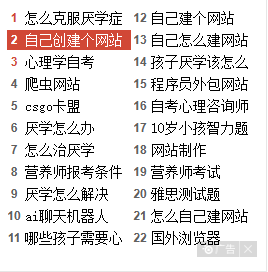 1 怎么克服厌学症
2 自己创建个网站
3 心理学自考
4 爬虫网站
5 csgo卡盟
6 厌学怎么办
7 怎么治厌学
8 营养师报考条件
9 厌学怎么解决
10 ai聊天机器人
11 哪些孩子需要心
12 自己建个网站
13 自己怎么建网站
14 孩子厌学该怎么
15 程序员外包网站
16 自考心理咨询师
17 10岁小孩智力题
18 网站制作
19 营养师考试
20 雅思测试题
21 怎么自己建网站
22 国外浏览器
广告